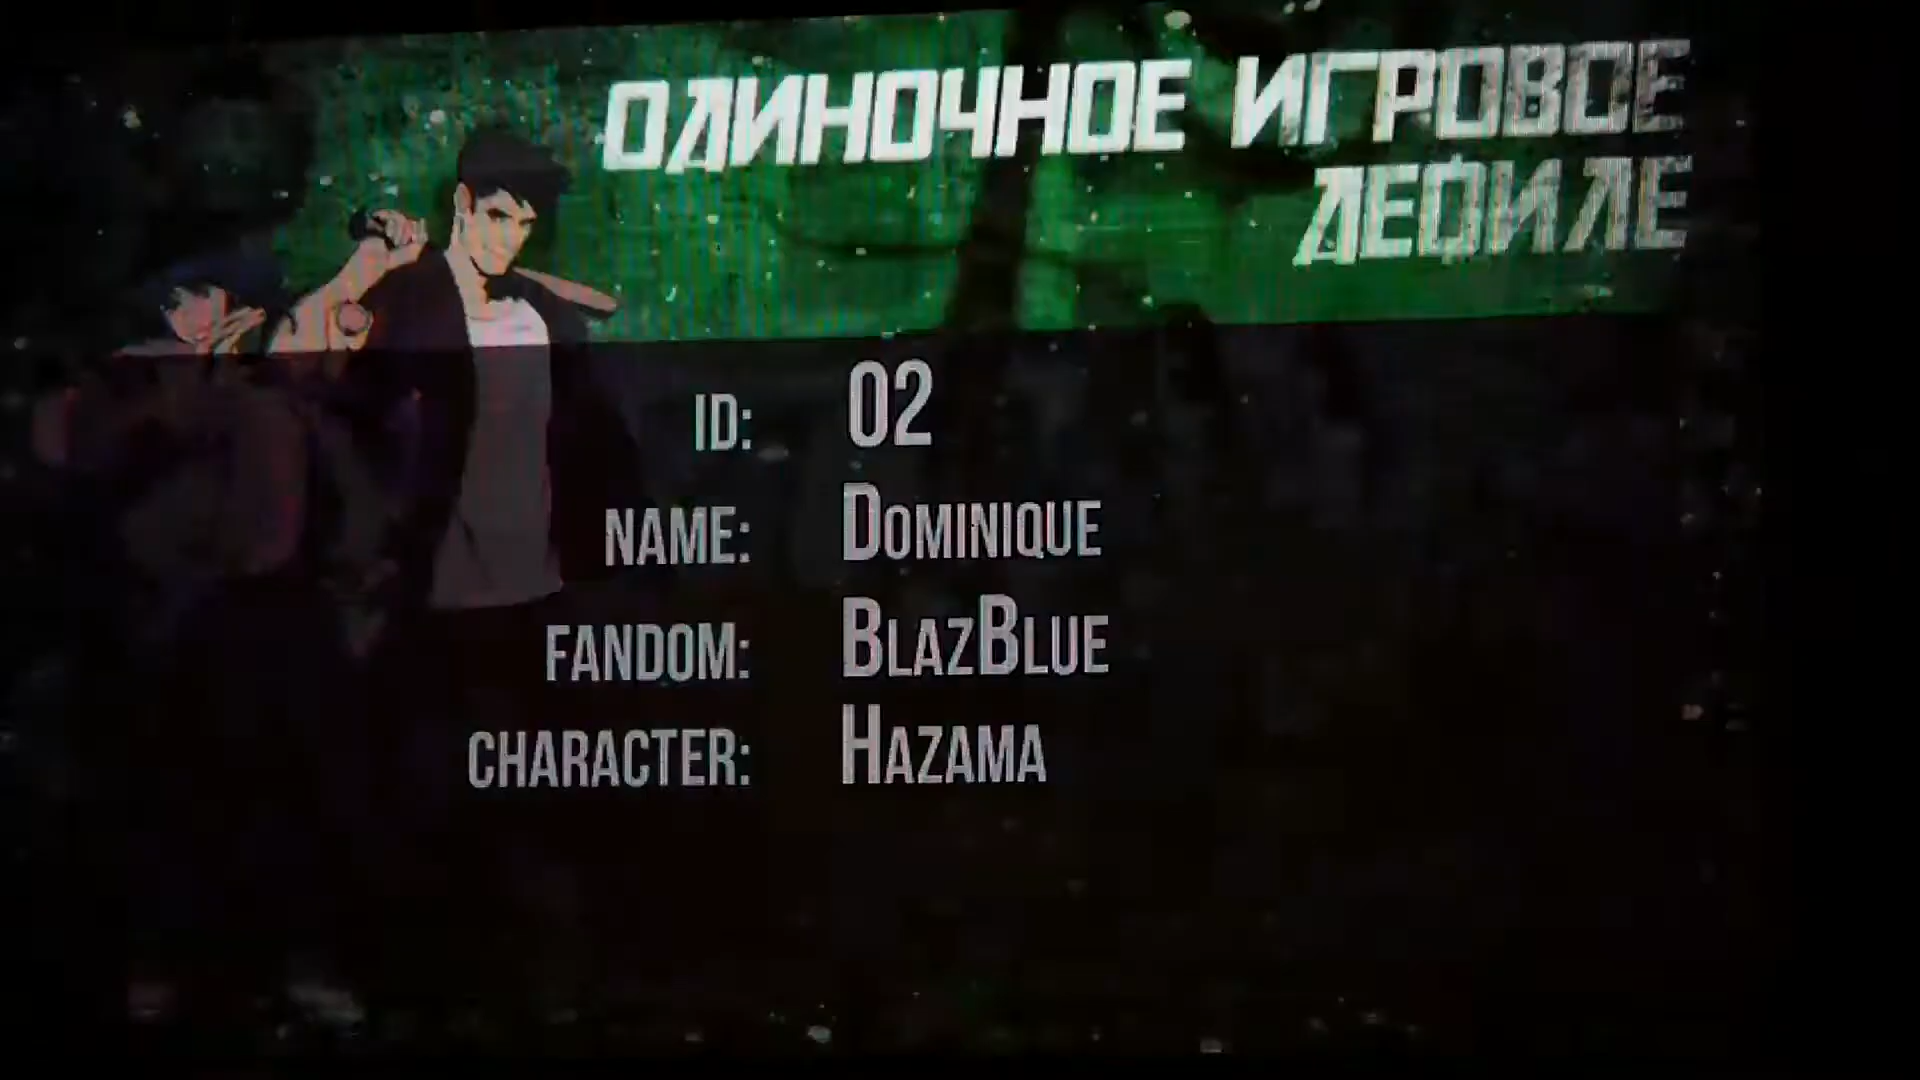 ОДИНОЧНОЕ ИГРОВОЕ
ДЕФИЛЕ
ID: 02
NAME: DOMINIQUE
FANDOM: BLAZBLUE
CHARACTER: HAZAMA